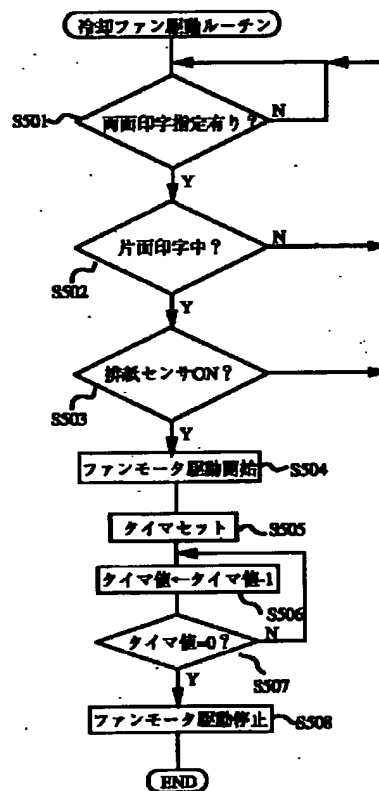 冷却ファン駆動ルーチン
両面印字指定有り?
N
S501
Y
片面印字中?
N
S502
Y
排紙センサON?
S503
Y
ファンモータ駆動開始
S504
タイマセット
S505
タイマ値←タイマ値-1
S506
タイマ値=0?
N
S507
Y
ファンモータ駆動停止
S508
END